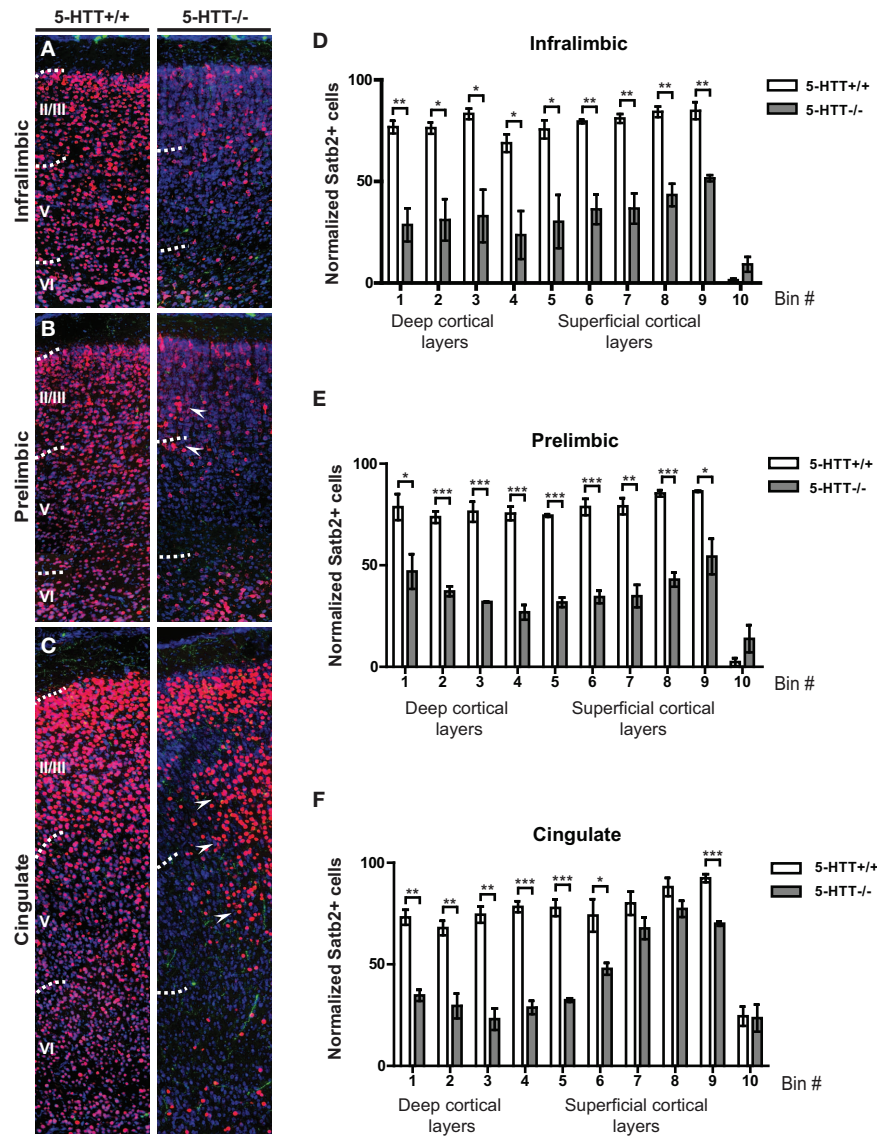 5-HTT+/+ 5-HTT-/-
A
II/III
V
VI
Infralimbic
B
II/III
V
VI
Prelimbic
C
II/III
V
VI
Cingulate
D
Infralimbic
Normalized Satb2+ cells
100
50
0
** * * * * ** ** ** **
5-HTT+/+
5-HTT-/-
1 2 3 4 5 6 7 8 9 10 Bin #
Deep cortical layers
Superficial cortical layers
E
Prelimbic
Normalized Satb2+ cells
100
50
0
* *** *** *** *** *** ** *** *
5-HTT+/+
5-HTT-/-
1 2 3 4 5 6 7 8 9 10 Bin #
Deep cortical layers
Superficial cortical layers
F
Cingulate
Normalized Satb2+ cells
100
50
0
** ** ** *** *** * ***
5-HTT+/+
5-HTT-/-
1 2 3 4 5 6 7 8 9 10 Bin #
Deep cortical layers
Superficial cortical layers